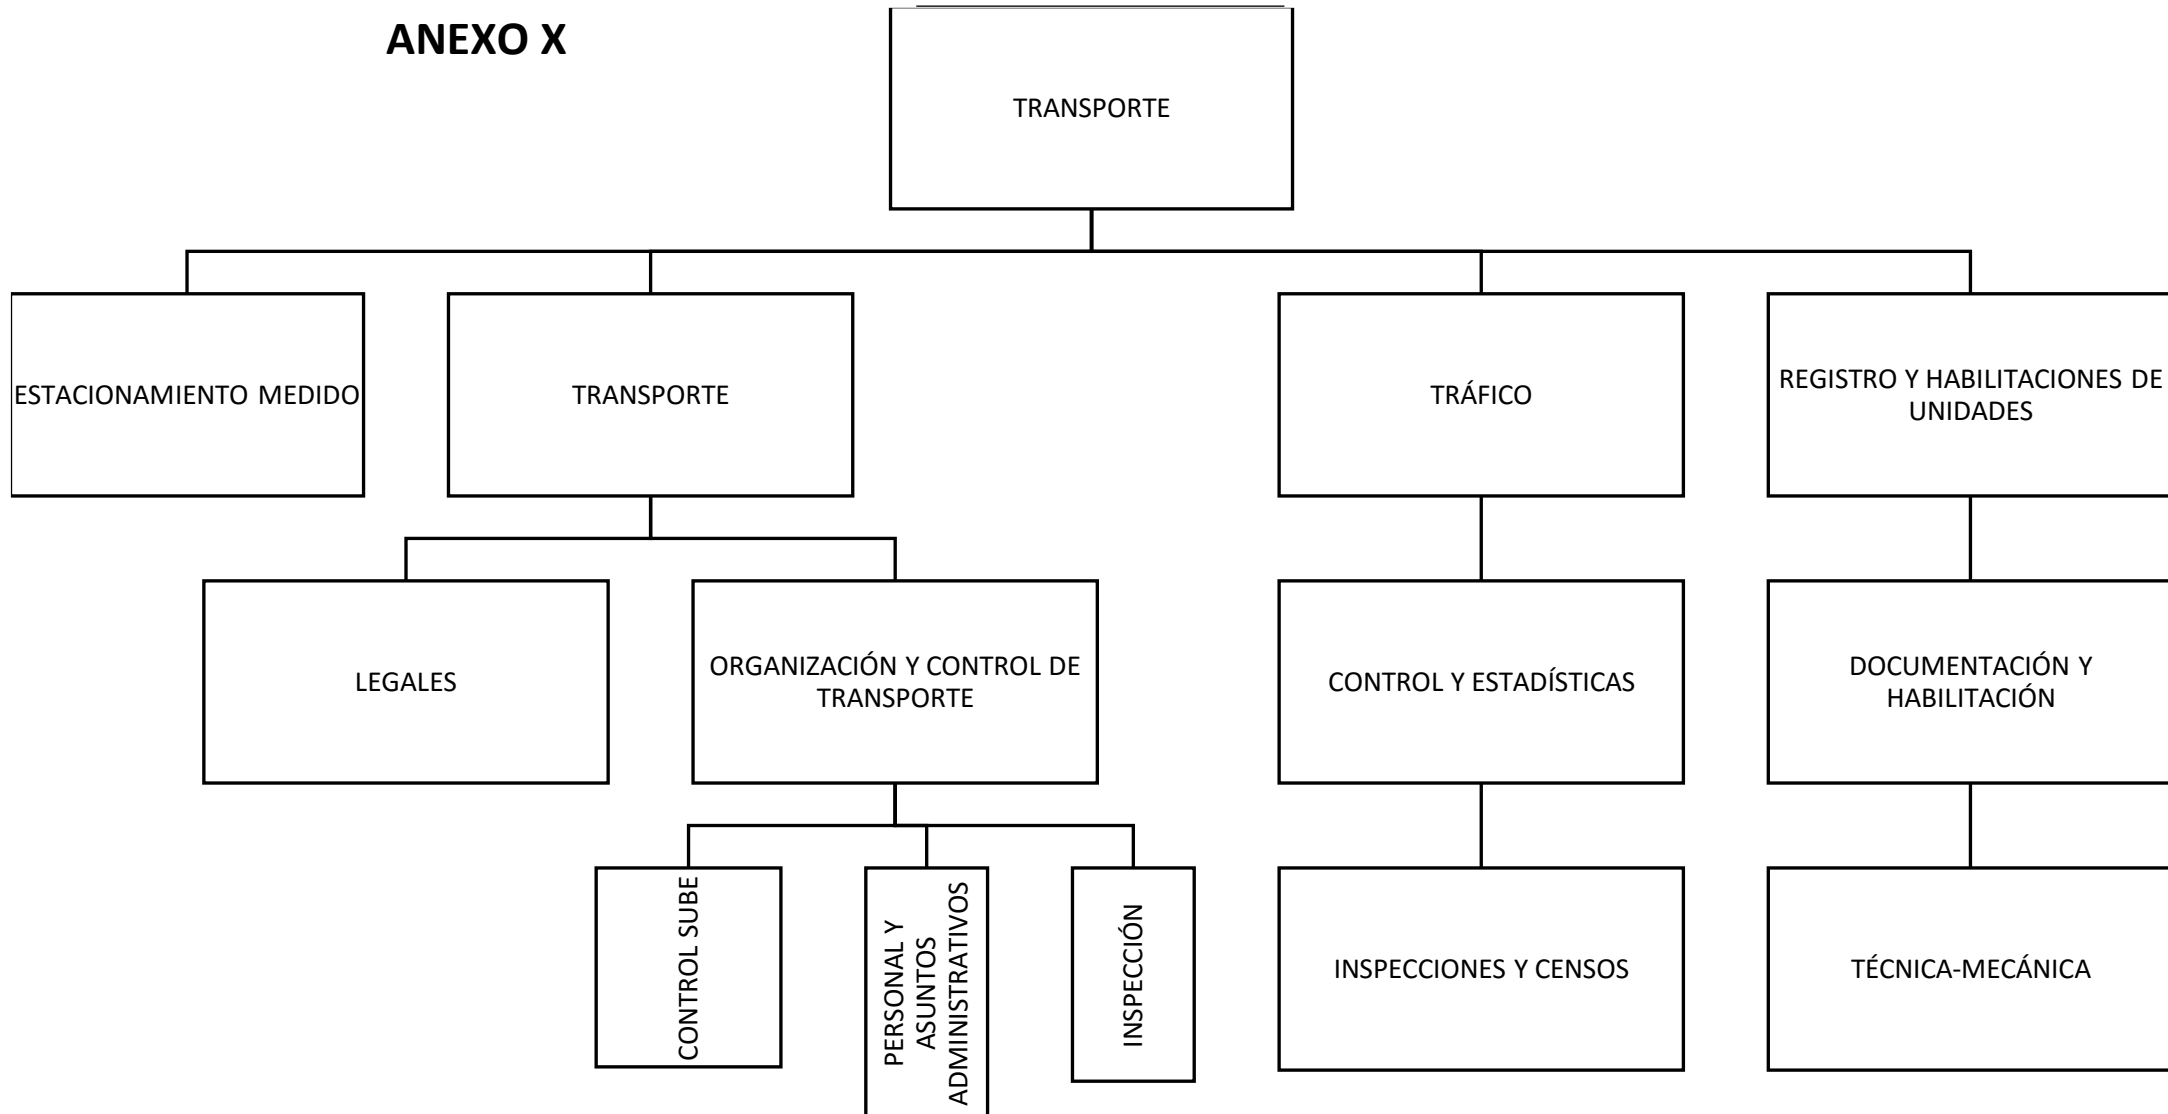 ANEXO X
TRANSPORTE
ESTACIONAMIENTO MEDIDO
TRANSPORTE
TRÁFICO
REGISTRO Y HABILITACIONES DE
UNIDADES
LEGALES
ORGANIZACIÓN Y CONTROL DE
TRANSPORTE
CONTROL Y ESTADÍSTICAS
DOCUMENTACIÓN Y
HABILITACIÓN
CONTROL SUBE
PERSONAL Y
ASUNTOS
ADMINISTRATIVOS
INSPECCIÓN
INSPECCIONES Y CENSOS
TÉCNICA-MECÁNICA